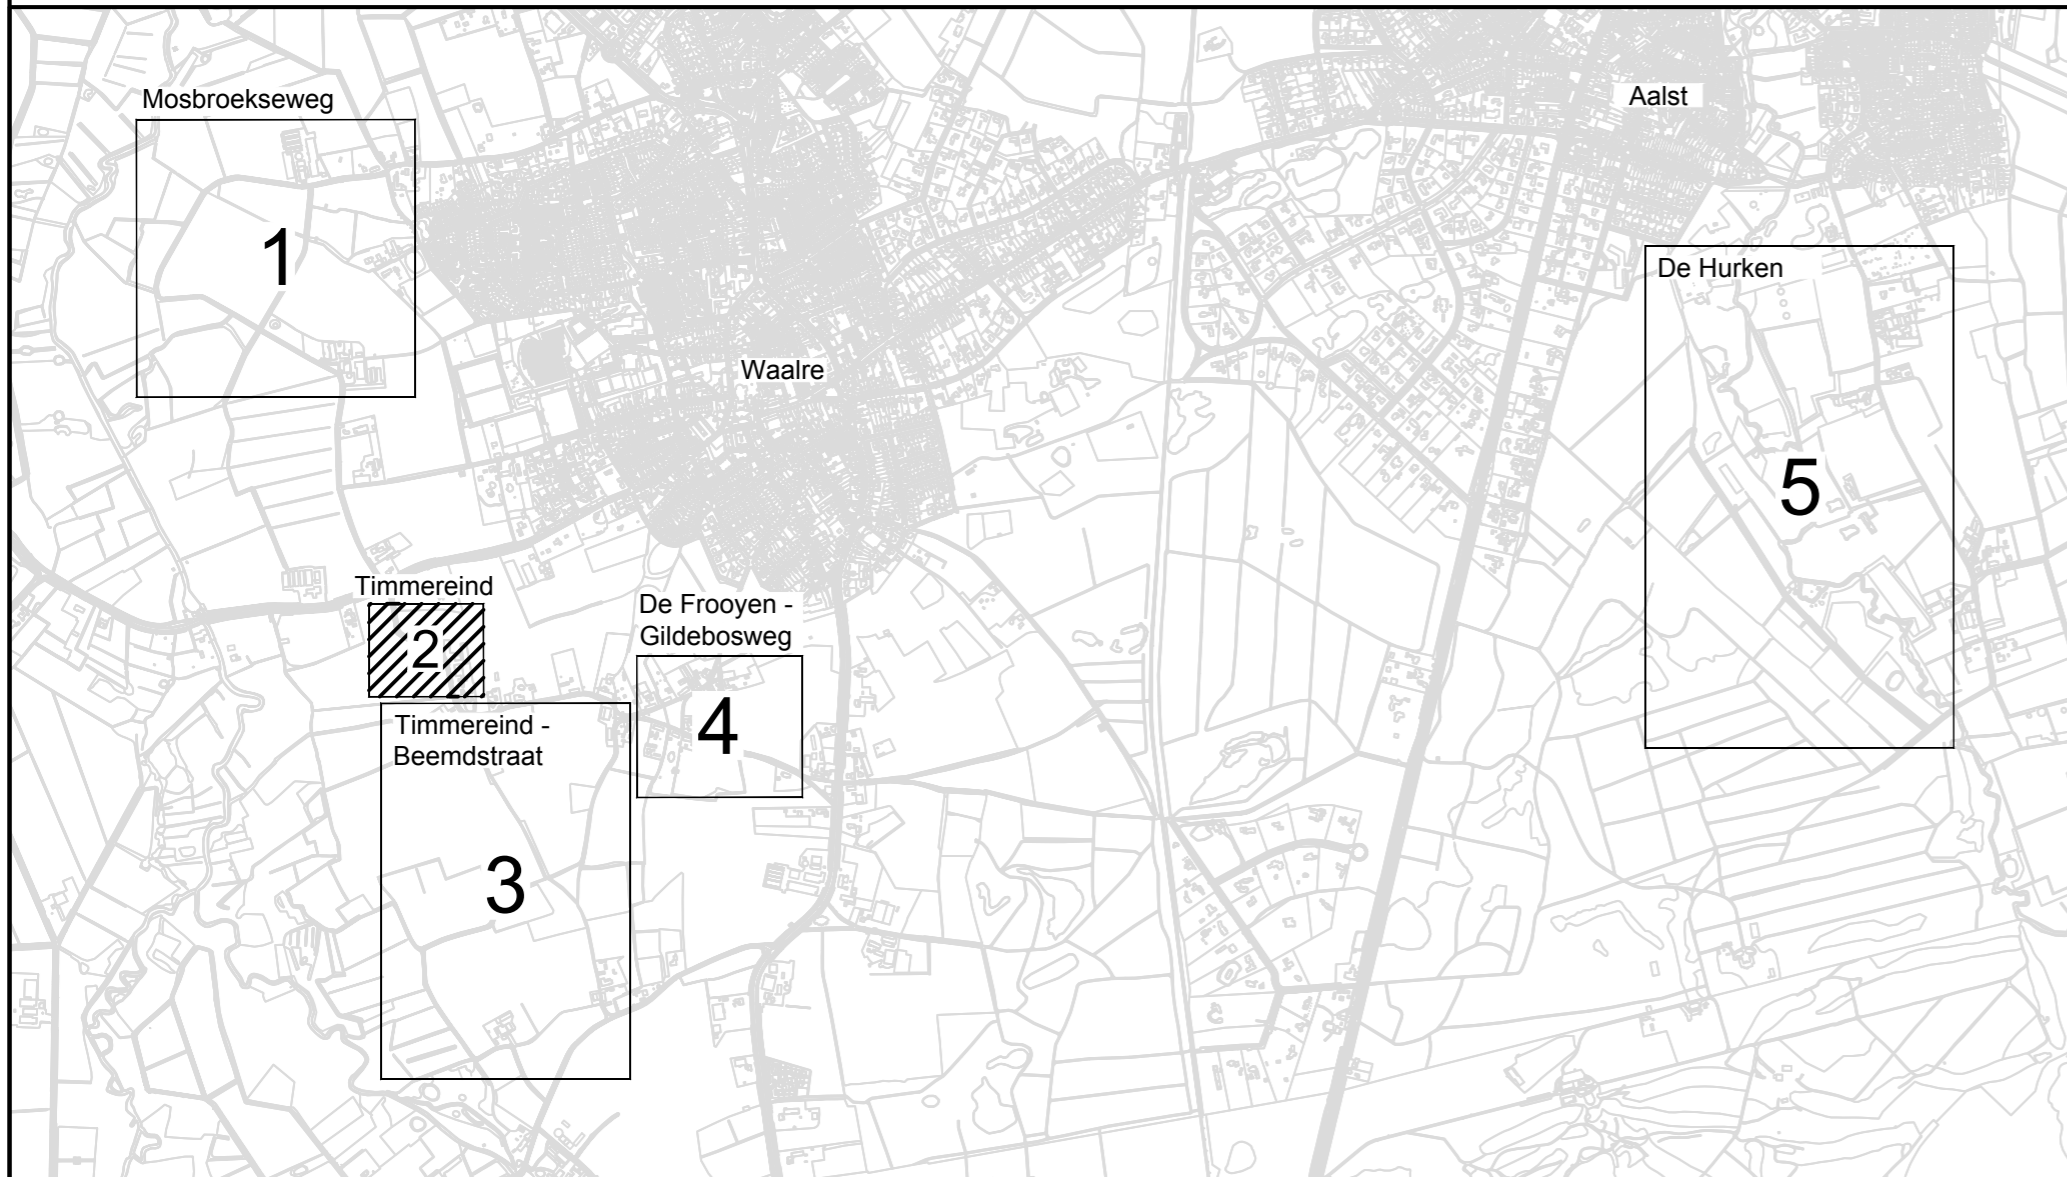 Mosbroekseweg
1
Aalst
De Hurken
5
Waalre
Timmereind
2
De Frooyen -
Gildebosweg
4
Timmereind -
Beemdstraat
3